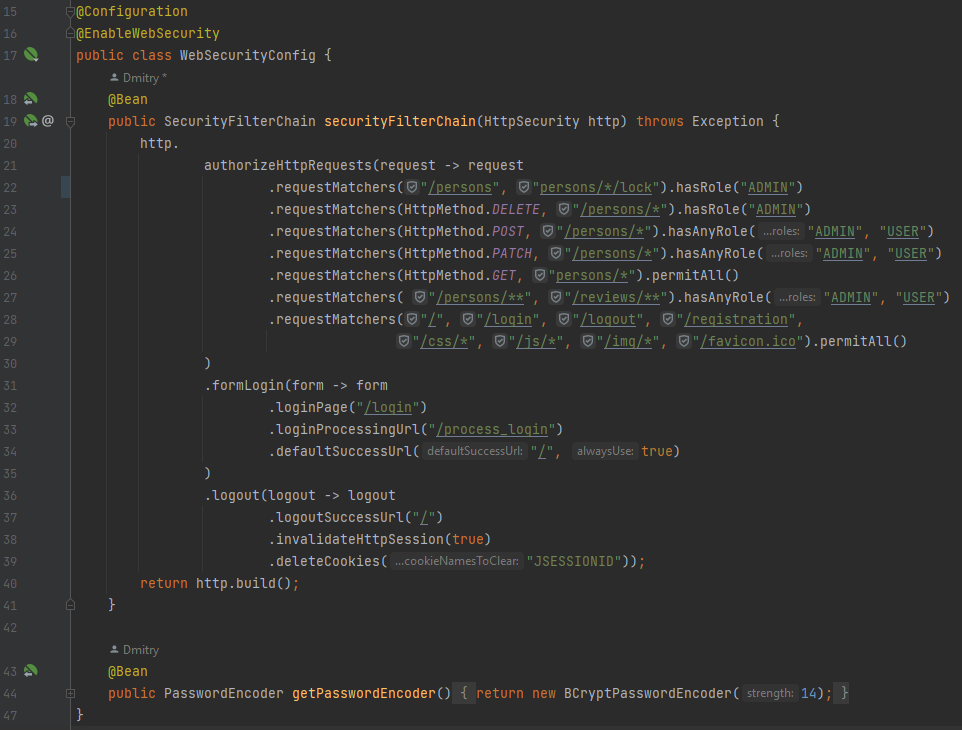 15 @Configuration
16 @EnableWebSecurity
17 public class WebSecurityConfig {
Dmitry *
18 @Bean
19 @ public SecurityFilterChain securityFilterChain(HttpSecurity http) throws Exception {
20 http.
21 authorizeHttpRequests(request -> request
22 .requestMatchers("/persons", "persons/*/lock").hasRole("ADMIN")
23 .requestMatchers(HttpMethod.DELETE, "/persons/*").hasRole("ADMIN")
24 .requestMatchers(HttpMethod.POST, "/persons/*").hasAnyRole(...roles: "ADMIN", "USER")
25 .requestMatchers(HttpMethod.PATCH, "/persons/*").hasAnyRole(...roles: "ADMIN", "USER")
26 .requestMatchers(HttpMethod.GET, "persons/*").permitAll()
27 .requestMatchers( "/persons/**", "/reviews/**").hasAnyRole(...roles: "ADMIN", "USER")
28 .requestMatchers("/", "/login", "/logout", "/registration",
29 "/css/*", "/js/*", "/img/*", "/favicon.ico").permitAll()
30 )
31 .formLogin(form -> form
32 .loginPage("/login")
33 .loginProcessingUrl("/process_login")
34 .defaultSuccessUrl(defaultSuccessUrl: "/", alwaysUse: true)
35 )
36 .logout(logout -> logout
37 .logoutSuccessUrl("/")
38 .invalidateHttpSession(true)
39 .deleteCookies(...cookieNamesToClear: "JSESSIONID"));
40 return http.build();
41 }
42
Dmitry
43 @Bean
44 public PasswordEncoder getPasswordEncoder() { return new BCryptPasswordEncoder(strength: 14); }
47 }